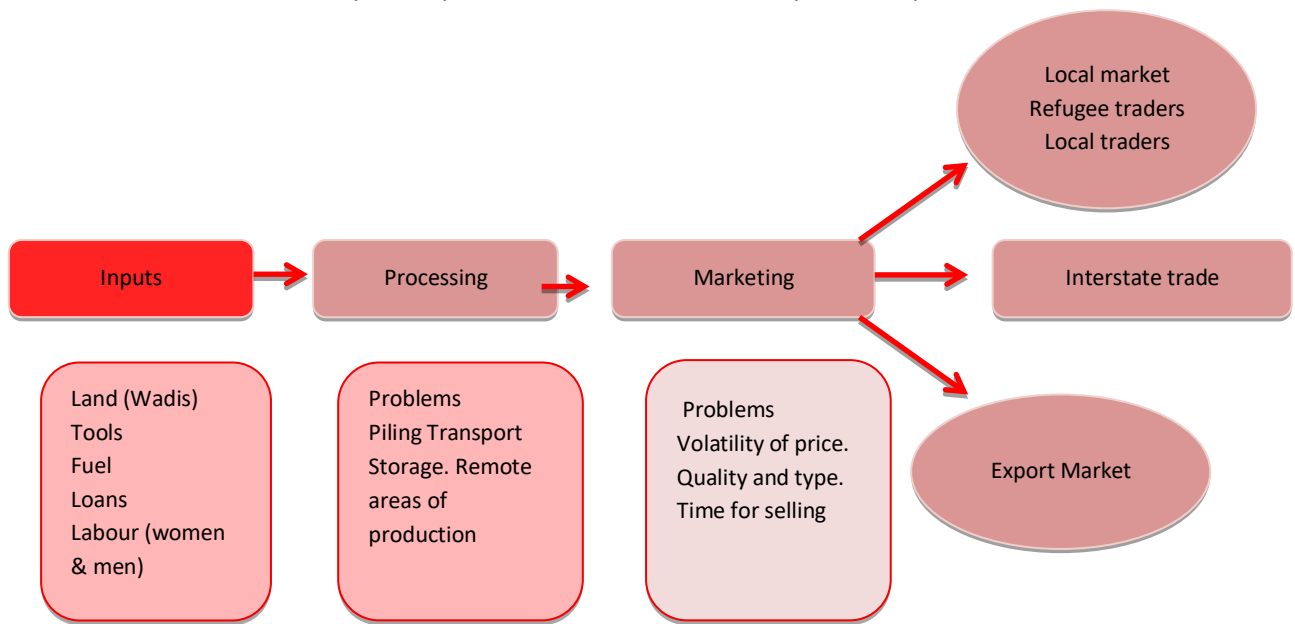 Local market
Refugee traders
Local traders
Inputs
Processing
Marketing
Interstate trade
Land (Wadis)
Tools
Fuel
Loans
Labour (women
& men)
Problems
Piling Transport
Storage. Remote
areas of
production
Problems
Volatility of price.
Quality and type.
Time for selling
Export Market